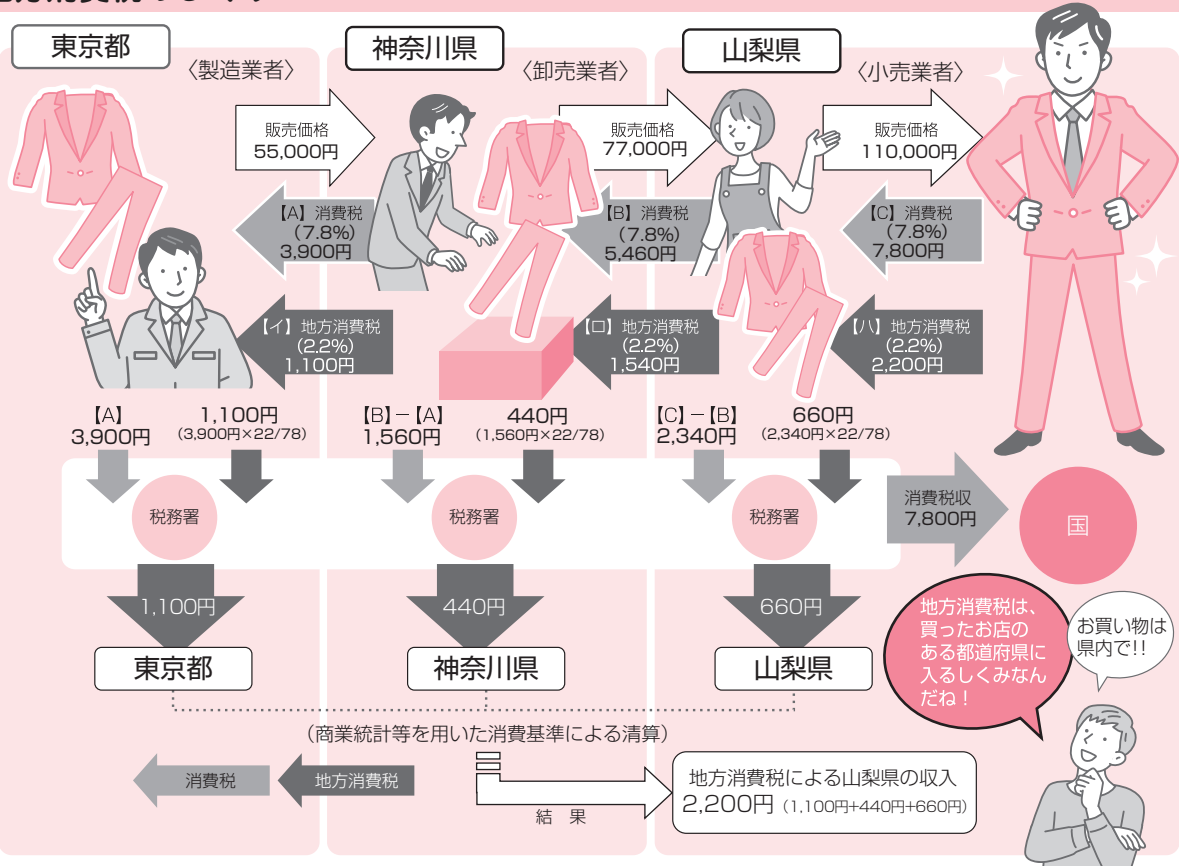 東京都
〈製造業者〉
神奈川県
〈卸売業者〉
山梨県
〈小売業者〉
販売価格
55,000円
販売価格
77,000円
販売価格
110,000円
【A】消費税
(7.8%)
3,900円
【B】消費税
(7.8%)
5,460円
【C】消費税
(7.8%)
7,800円
【イ】地方消費税
(2.2%)
1,100円
【ロ】地方消費税
(2.2%)
1,540円
【ハ】地方消費税
(2.2%)
2,200円
【A】
3,900円
1,100円
(3,900円×22/78)
【B】−【A】
1,560円
440円
(1,560円×22/78)
【C】−【B】
2,340円
660円
(2,340円×22/78)
税務署
税務署
税務署
消費税収
7,800円
国
1,100円
440円
660円
東京都
神奈川県
山梨県
地方消費税は、
買ったお店の
ある都道府県に
入るしくみなん
だね！
お買い物は
県内で!!
（商業統計等を用いた消費基準による清算）
消費税
地方消費税
結　果
地方消費税による山梨県の収入
2,200円（1,100円+440円+660円）